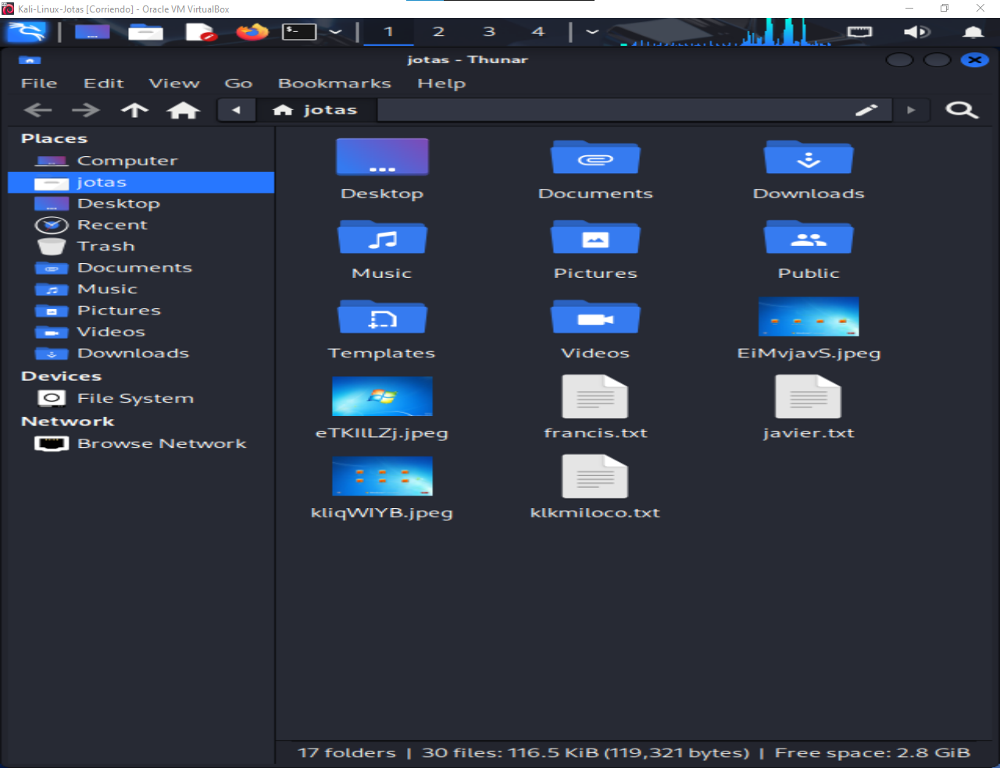 Kali-Linux-Jotas [Corriendo] - Oracle VM VirtualBox
$_ 1 2 3 4
jotas - Thunar
File Edit View Go Bookmarks Help
jotas
Places
Computer
jotas
Desktop
Recent
Trash
Documents
Music
Pictures
Videos
Downloads
Devices
File System
Network
Browse Network
Desktop Documents Downloads
Music Pictures Public
Templates Videos EiMvjavS.jpeg
eTKIlLZj.jpeg francis.txt javier.txt
kliqWIYB.jpeg klkmiloco.txt
17 folders | 30 files: 116.5 KiB (119,321 bytes) | Free space: 2.8 GiB